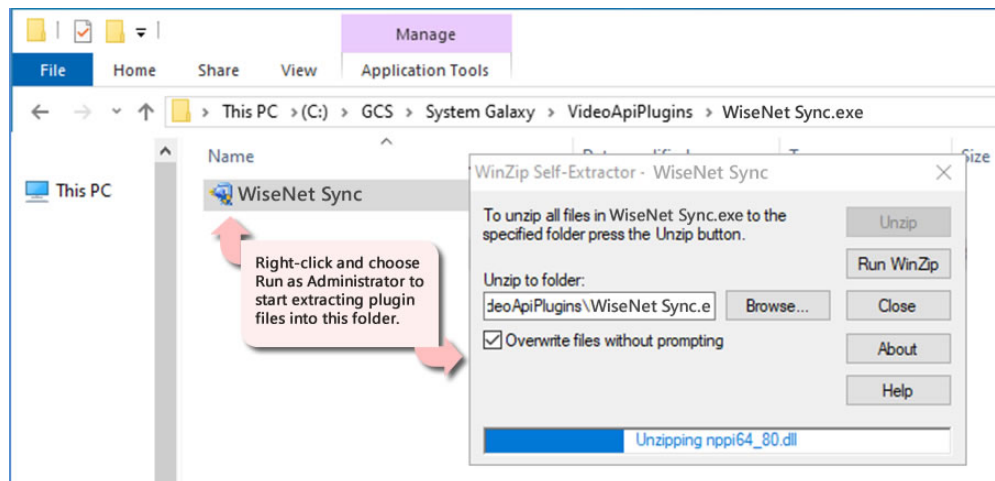 Manage
File Home Share View Application Tools
This PC > (C:) > GCS > System Galaxy > VideoApiPlugins > WiseNet Sync.exe
Name Size
This PC
WiseNet Sync
Right-click and choose
Run as Administrator to
start extracting plugin
files into this folder.
WinZip Self-Extractor - WiseNet Sync
To unzip all files in WiseNet Sync.exe to the
specified folder press the Unzip button.
Unzip to folder:
deoApiPlugins\WiseNet Sync.e
Browse...
Overwrite files without prompting
Unzip
Run WinZip
Close
About
Help
Unzipping nppi64_80.dll